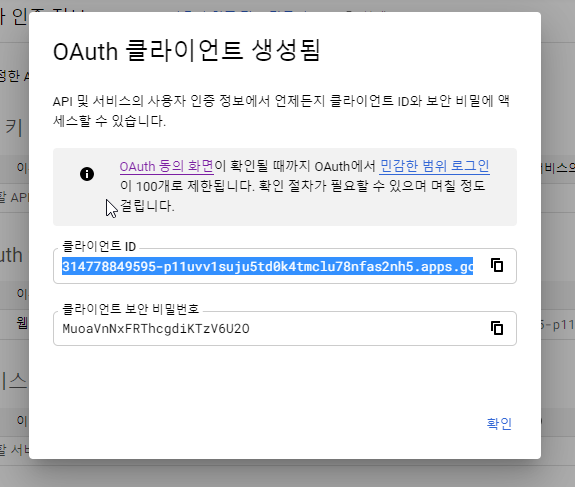 OAuth 클라이언트 생성됨
API 및 서비스의 사용자 인증 정보에서 언제든지 클라이언트 ID와 보안 비밀에 액
세스할 수 있습니다.
OAuth 동의 화면이 확인될 때까지 OAuth에서 민감한 범위 로그인
이 100개로 제한됩니다. 확인 절차가 필요할 수 있으며 며칠 정도
걸립니다.
클라이언트 ID
314778849595-p11uvv1suju5td0k4tmclu78nfas2nh5.apps.gc
클라이언트 보안 비밀번호
MuoaVnNxFRThcgdiKTzV6U2O
확인